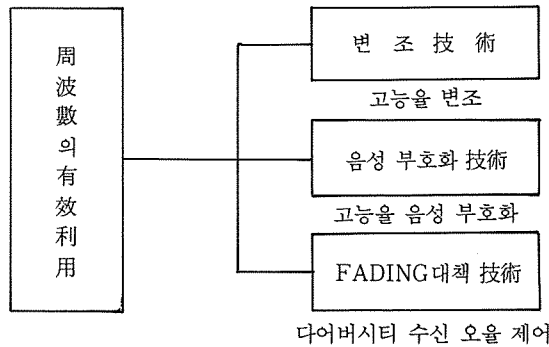 周波數의有效利用
변 조 技 術
고능율 변조
음성 부호화 技術
고능율 음성 부호화
FADING대책 技術
다이버시티 수신 오율 제어